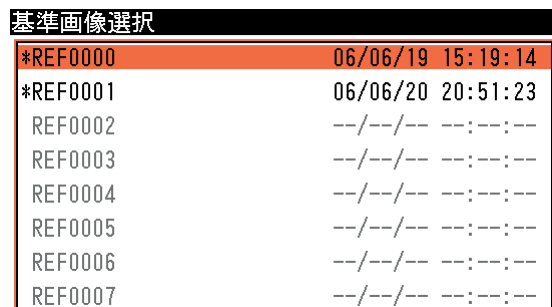 基準画像選択
*REF0000 06/06/19 15:19:14
*REF0001 06/06/20 20:51:23
REF0002 --/--/-- --:--:--
REF0003 --/--/-- --:--:--
REF0004 --/--/-- --:--:--
REF0005 --/--/-- --:--:--
REF0006 --/--/-- --:--:--
REF0007 --/--/-- --:--:--